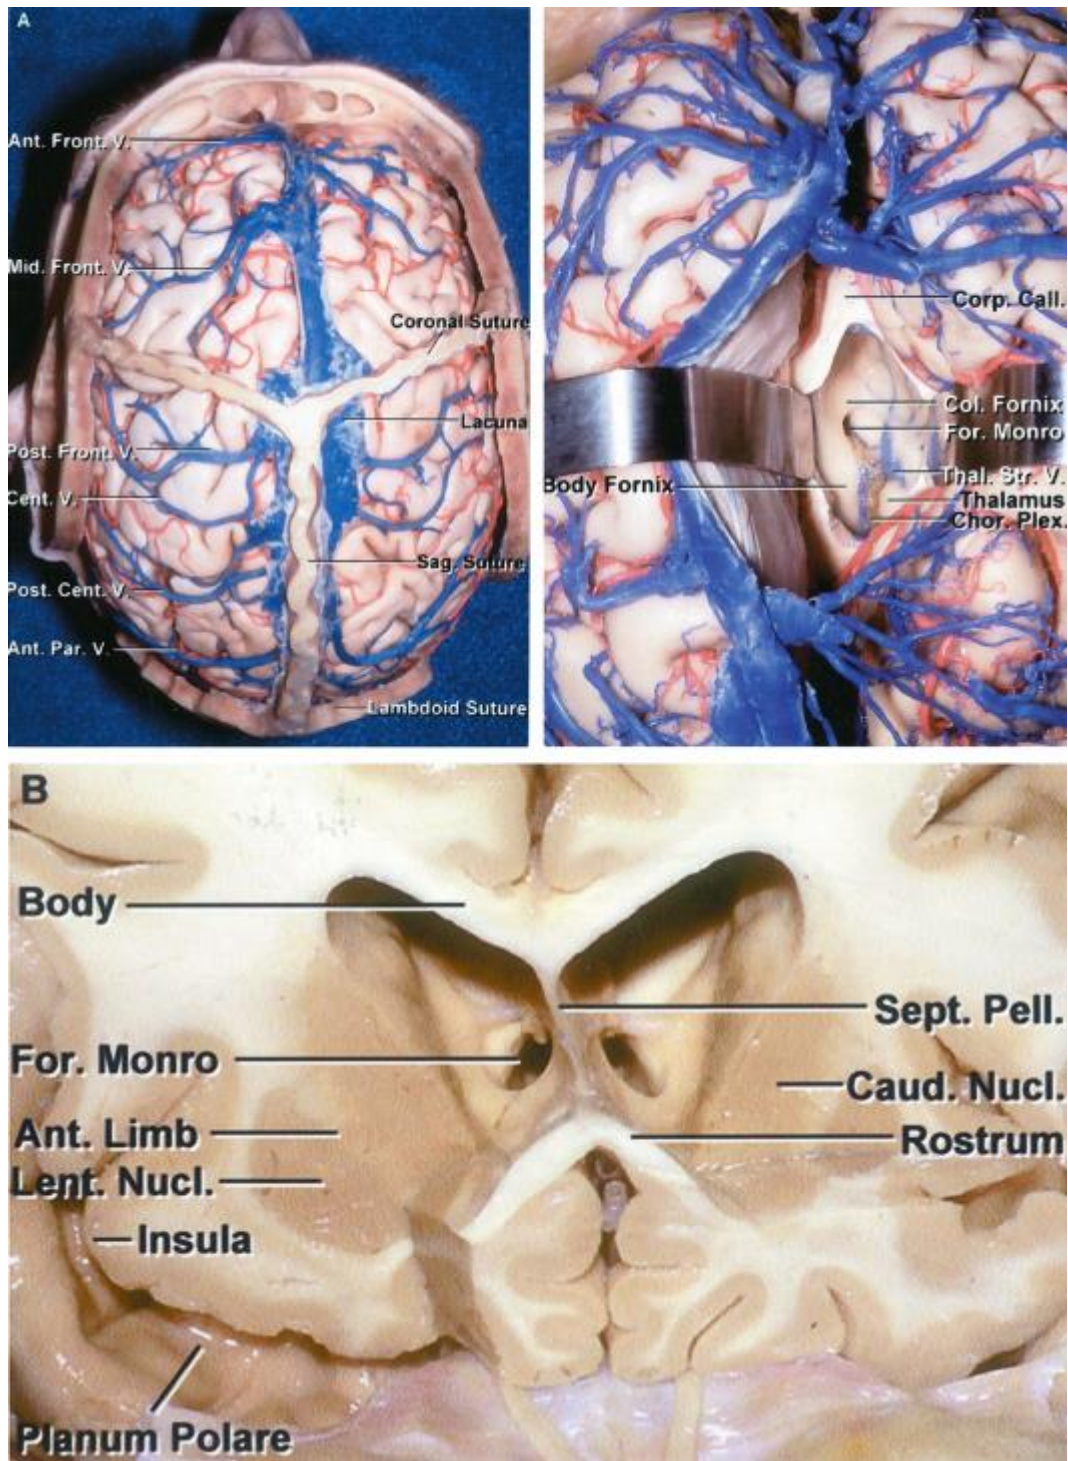 A
Ant. Front. V.
Mid. Front. V.
Coronal Suture
Lacuna
Post. Front. V.
Cent. V.
Sag. Suture
Post. Cent. V.
Ant. Par. V.
Lambdoid Suture
Corp. Call.
Col. Fornix
For. Monro
Thal. Str. V.
Body Fornix
Thalamus
Chor. Plex.
B
Body
Sept. Pell.
For. Monro
Caud. Nucl.
Ant. Limb
Rostrum
Lent. Nucl.
Insula
Planum Polare